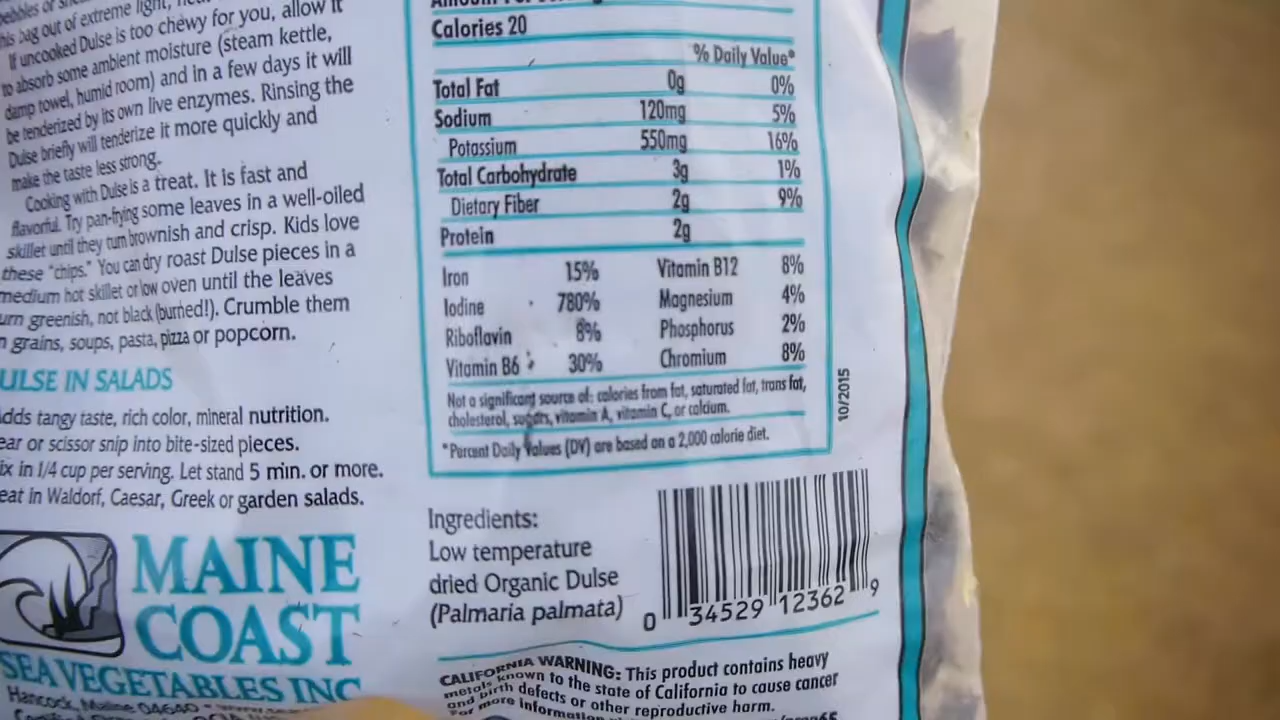 his bag out of extreme light,
If uncooked Dulse is too chewy for you, allow it
to absorb some ambient moisture (steam kettle,
damp towel, humid room) and in a few days it will
be tenderized by its own live enzymes. Rinsing the
Dulse briefly will tenderize it more quickly and
make the taste less strong.
Cooking with Dulse is a treat. It is fast and
flavorful. Try pan-frying some leaves in a well-oiled
skillet until they turn brownish and crisp. Kids love
these "chips." You can dry roast Dulse pieces in a
medium hot skillet or low oven until the leaves
urn greenish, not black (burned!). Crumble them
n grains, soups, pasta, pizza or popcorn.
ULSE IN SALADS
dds tangy taste, rich color, mineral nutrition.
ear or scissor snip into bite-sized pieces.
ix in 1/4 cup per serving. Let stand 5 min. or more.
eat in Waldorf, Caesar, Greek or garden salads.
MAINE
COAST
SEA VEGETABLES INC
Hancock, Maine 04640
Calories 20
% Daily Value*
Total Fat 0g 0%
Sodium 120mg 5%
Potassium 550mg 16%
Total Carbohydrate 3g 1%
Dietary Fiber 2g 9%
Protein 2g
Iron 15% Vitamin B12 8%
Iodine 780% Magnesium 4%
Riboflavin 8% Phosphorus 2%
Vitamin B6 30% Chromium 8%
Not a significant source of: calories from fat, saturated fat, trans fat,
cholesterol, sugars, vitamin A, vitamin C, or calcium.
*Percent Daily Values (DV) are based on a 2,000 calorie diet.
10/2015
Ingredients:
Low temperature
dried Organic Dulse
(Palmaria palmata)
0 34529 12362 9
CALIFORNIA WARNING: This product contains heavy
metals known to the state of California to cause cancer
and birth defects or other reproductive harm.
For more information